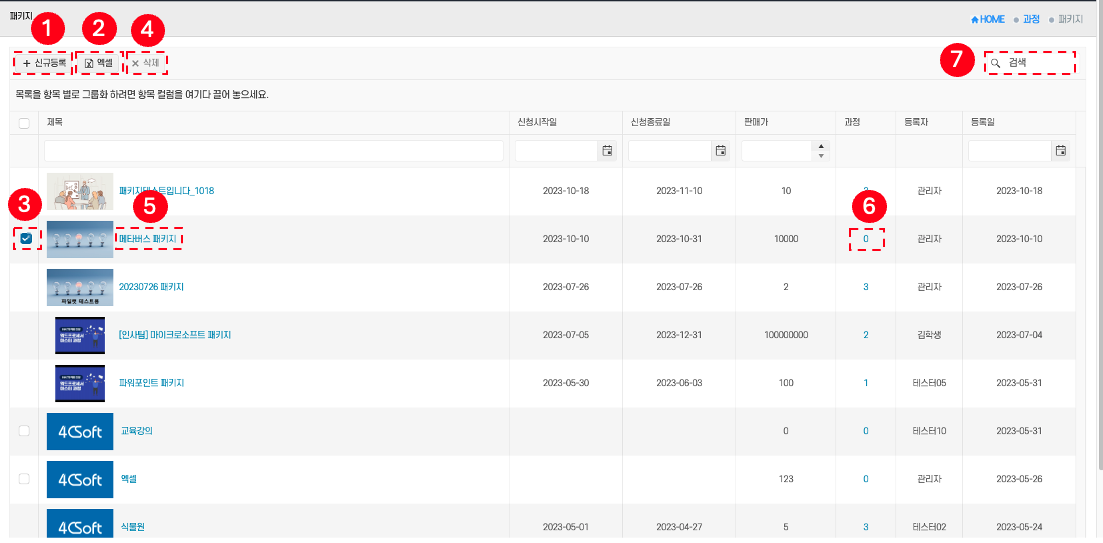 패키지
HOME 과정 패키지
1 2 4
+ 신규등록 엑셀 × 삭제
7 검색
목록을 항목 별로 그룹화 하려면 항목 컬럼을 여기다 끌어 놓으세요.
제목 신청시작일 신청종료일 판매가 과정 등록자 등록일
패키지테스트입니다_1018 2023-10-18 2023-11-10 10 관리자 2023-10-18
3 5 6
메타버스 패키지 2023-10-10 2023-10-31 10000 0 관리자 2023-10-10
파일럿 테스트용
20230726 패키지 2023-07-26 2023-07-26 2 3 관리자 2023-07-26
[인사팀] 마이크로소프트 패키지 2023-07-05 2023-12-31 100000000 2 김학생 2023-07-04
파워포인트 패키지 2023-05-30 2023-06-03 100 1 테스터05 2023-05-31
4CSoft 교육강의 0 0 테스터10 2023-05-31
4CSoft 엑셀 123 0 관리자 2023-05-26
4CSoft 식물원 2023-05-01 2023-04-27 5 3 테스터02 2023-05-24